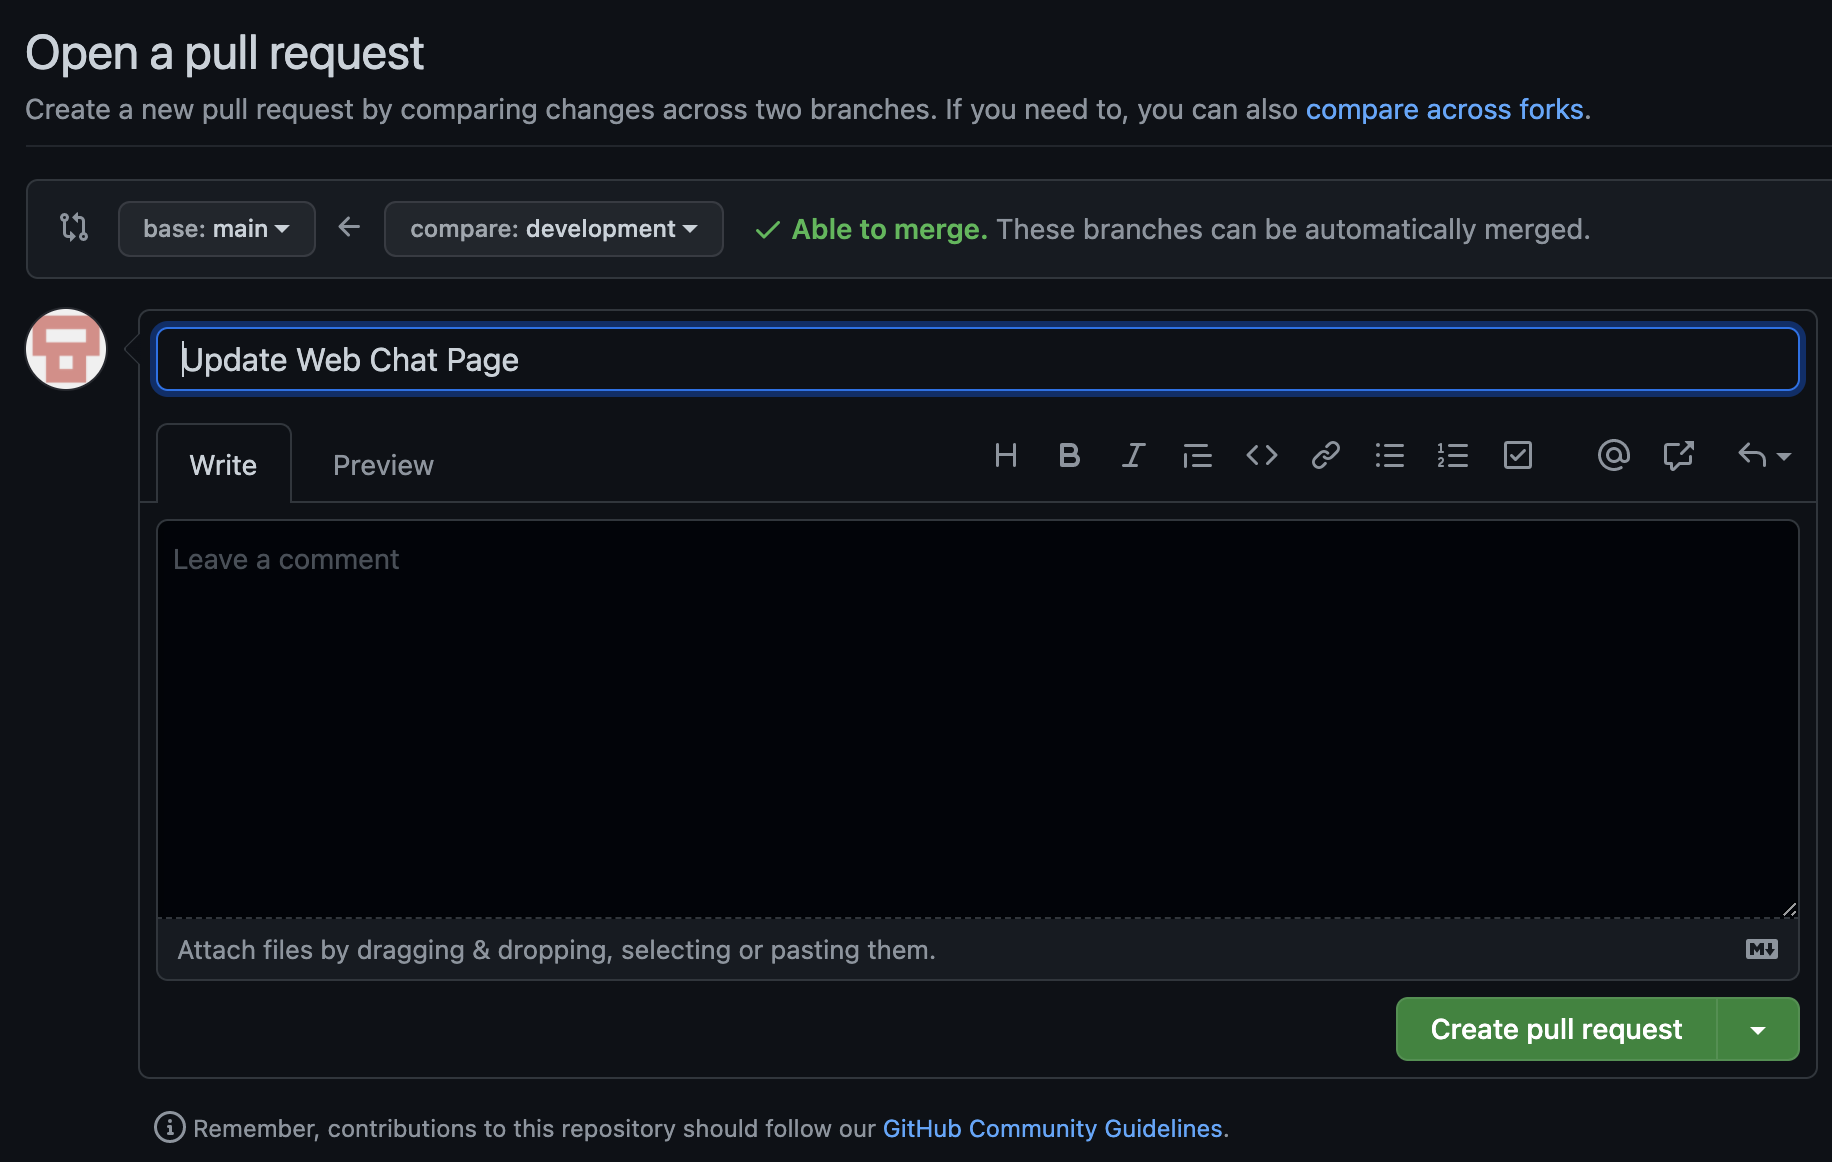 Open a pull request
Create a new pull request by comparing changes across two branches. If you need to, you can also compare across forks.
base: main compare: development Able to merge. These branches can be automatically merged.
Update Web Chat Page
Write Preview
Leave a comment
Attach files by dragging & dropping, selecting or pasting them.
Create pull request
Remember, contributions to this repository should follow our GitHub Community Guidelines.